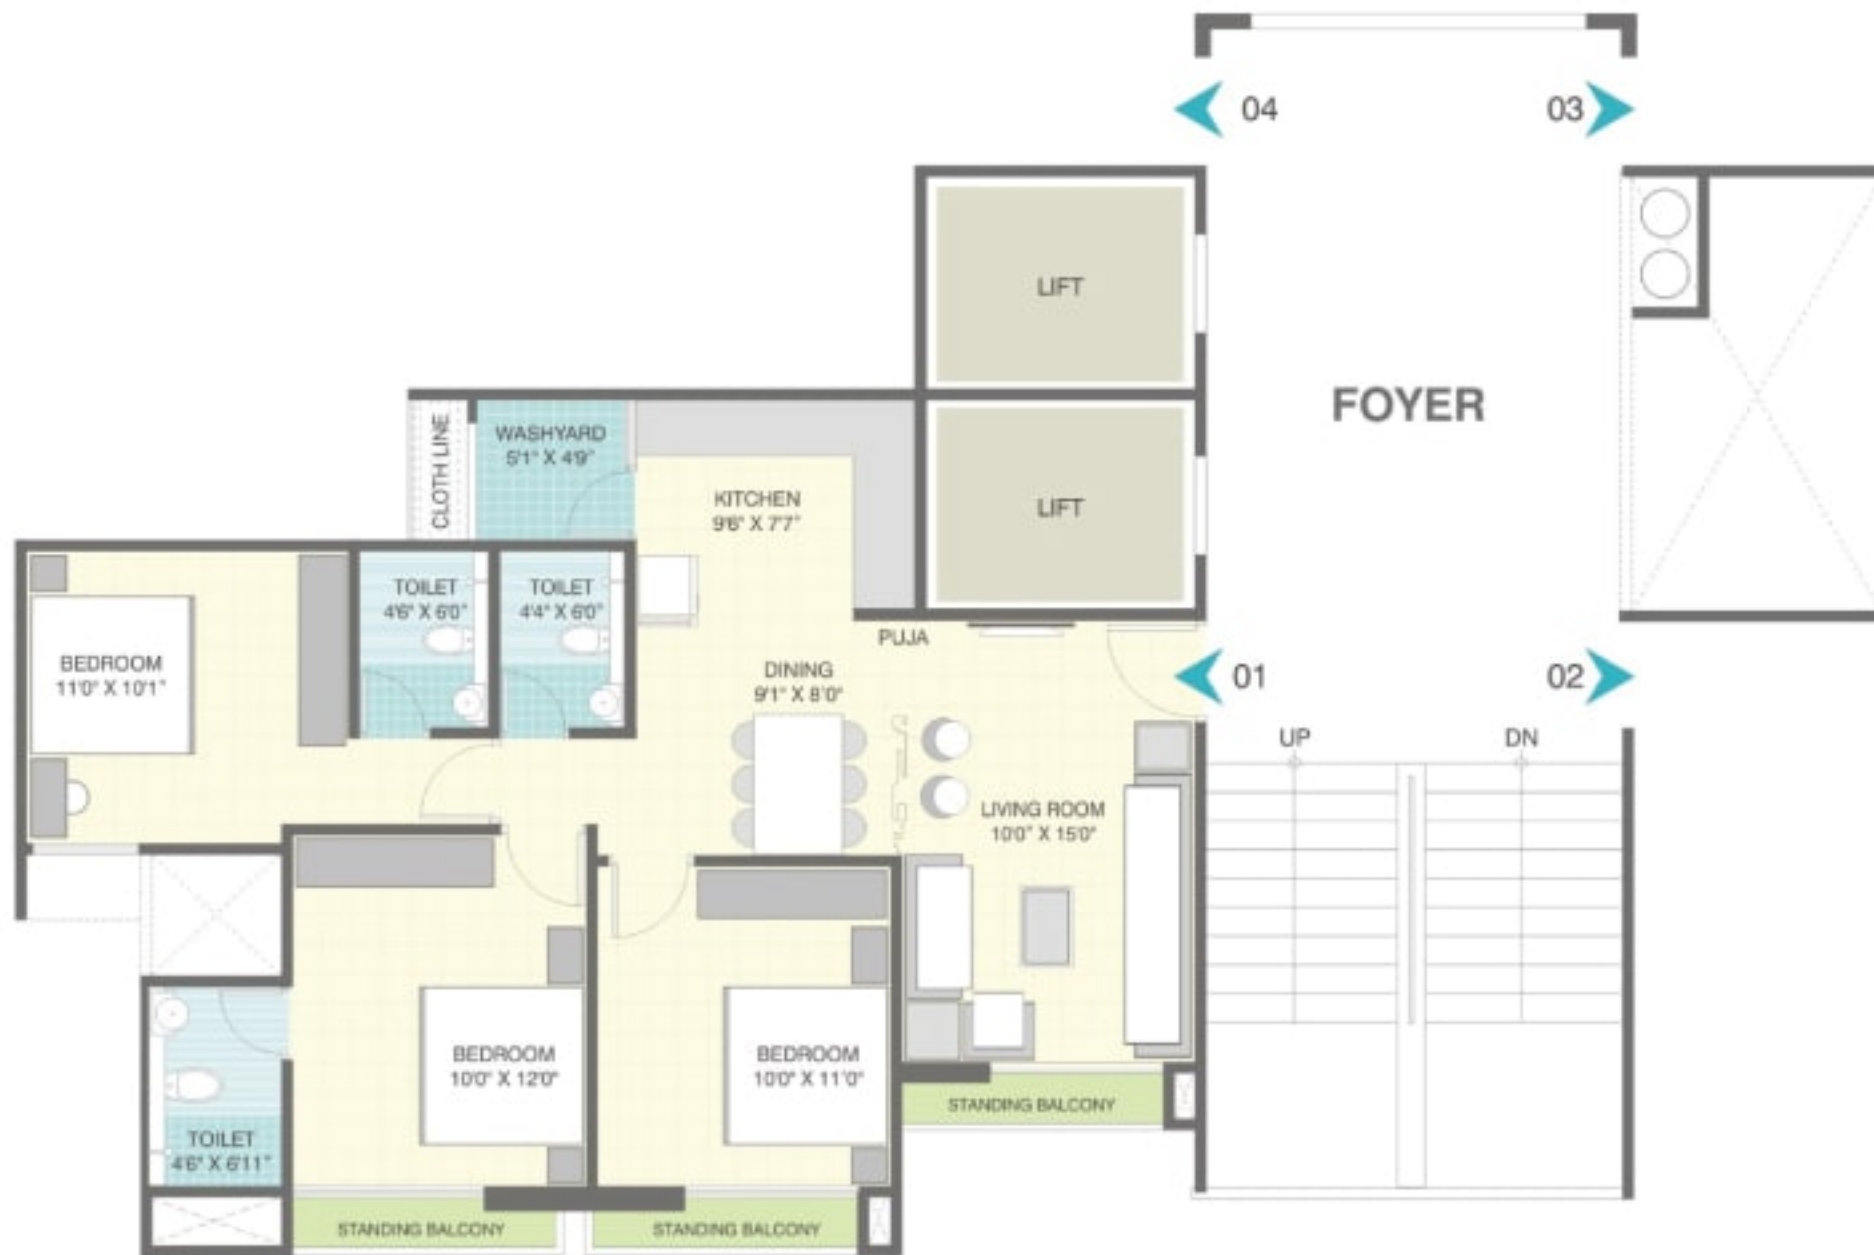 04
03
LIFT
FOYER
CLOTH LINE
WASHYARD
5'1" X 4'9"
KITCHEN
9'6" X 7'7"
LIFT
TOILET
4'6" X 6'0"
TOILET
4'4" X 6'0"
BEDROOM
11'0" X 10'1"
PUJA
DINING
9'1" X 8'0"
01
02
UP
DN
LIVING ROOM
10'0" X 15'0"
BEDROOM
10'0" X 12'0"
BEDROOM
10'0" X 11'0"
STANDING BALCONY
TOILET
4'6" X 6'11"
STANDING BALCONY
STANDING BALCONY